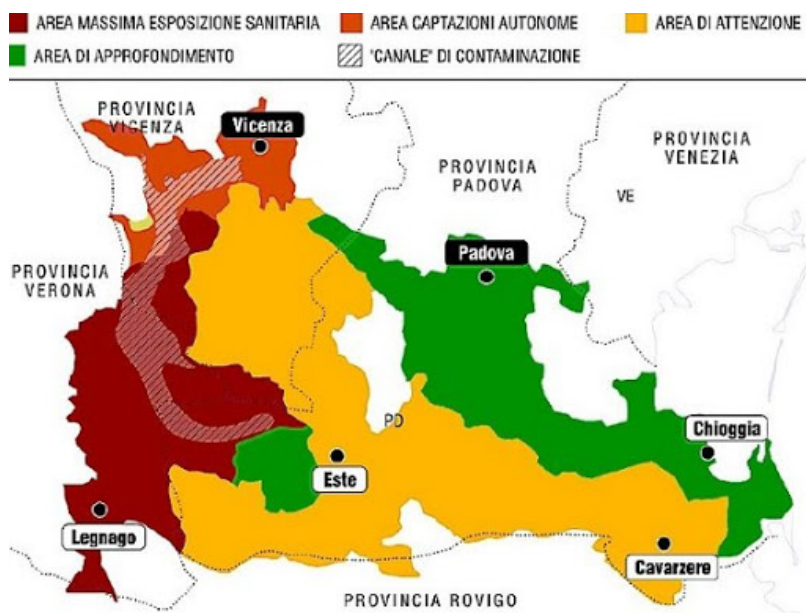 AREA MASSIMA ESPOSIZIONE SANITARIA
AREA CAPTAZIONI AUTONOME
AREA DI ATTENZIONE
AREA DI APPROFONDIMENTO
"CANALE" DI CONTAMINAZIONE
PROVINCIA
VICENZA
Vicenza
PROVINCIA
PADOVA
PROVINCIA
VENEZIA
VE
PROVINCIA
VERONA
Padova
PD
Chioggia
Este
Legnago
Cavarzere
PROVINCIA ROVIGO